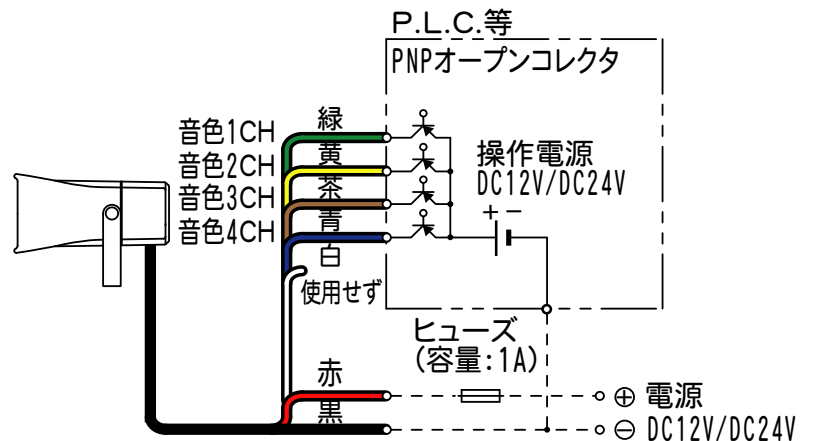 P.L.C.等
PNPオープンコレクタ
音色1CH 緑
音色2CH 黄
音色3CH 茶
音色4CH 青
白
使用せず
操作電源
DC12V/DC24V
+ −
ヒューズ
(容量:1A)
赤
黒
⊕ 電源
⊖ DC12V/DC24V